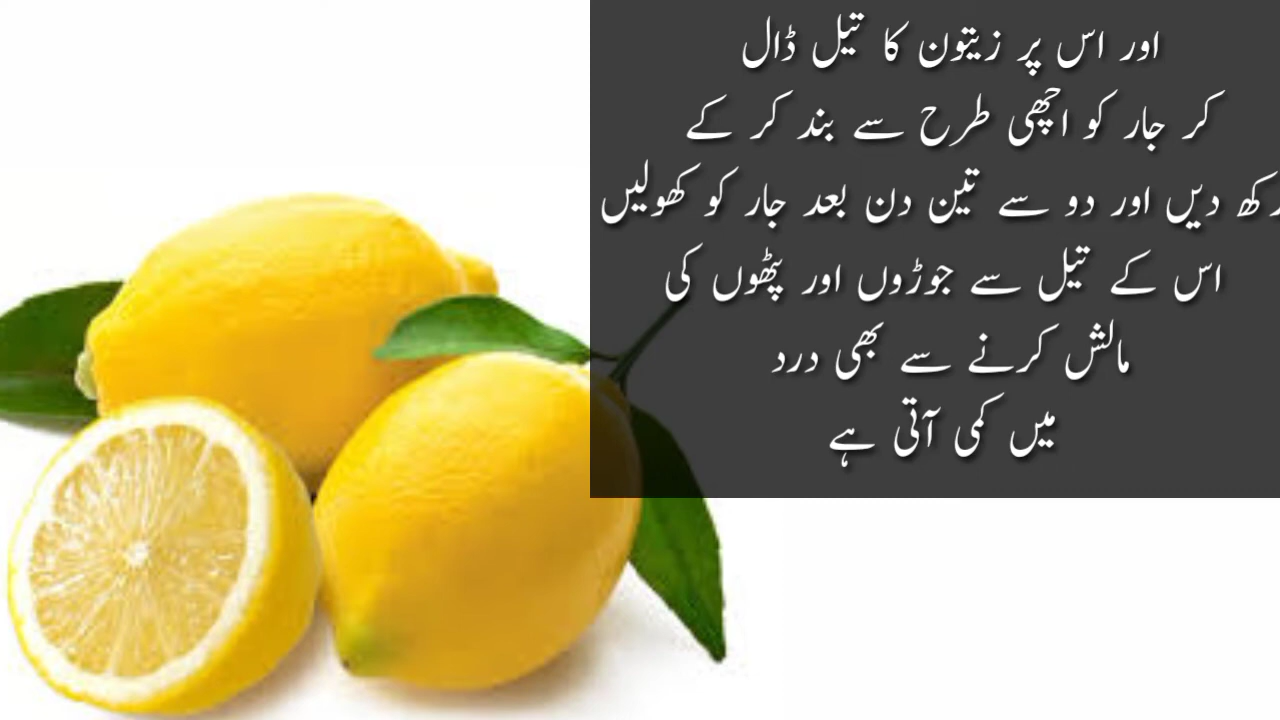 اور اس پر زیتون کا تیل ڈال
کر جار کو اچھی طرح سے بند کر کے
رکھ دیں اور دو سے تین دن بعد جار کو کھولیں
اس کے تیل سے جوڑوں اور پٹھوں کی
مالش کرنے سے بھی درد
میں کمی آتی ہے